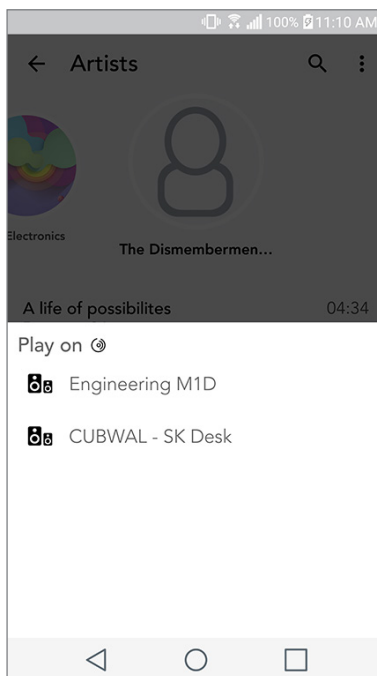 100% 11:10 AM
Artists
Electronics
The Dismembermen...
A life of possibilites 04:34
Play on
Engineering M1D
CUBWAL - SK Desk